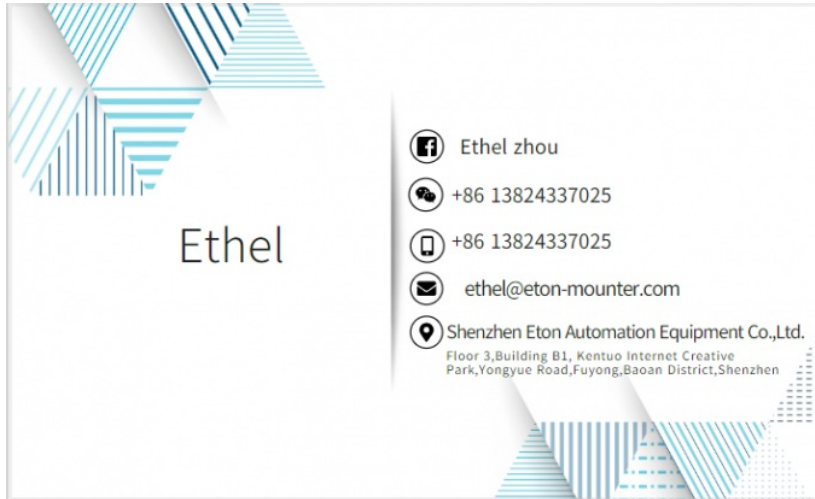 Ethel
Ethel zhou
+86 13824337025
+86 13824337025
ethel@eton-mounter.com
Shenzhen Eton Automation Equipment Co.,Ltd.
Floor 3,Building B1, Kentuo Internet Creative
Park,Yongyue Road,Fuyong,Baoan District,Shenzhen